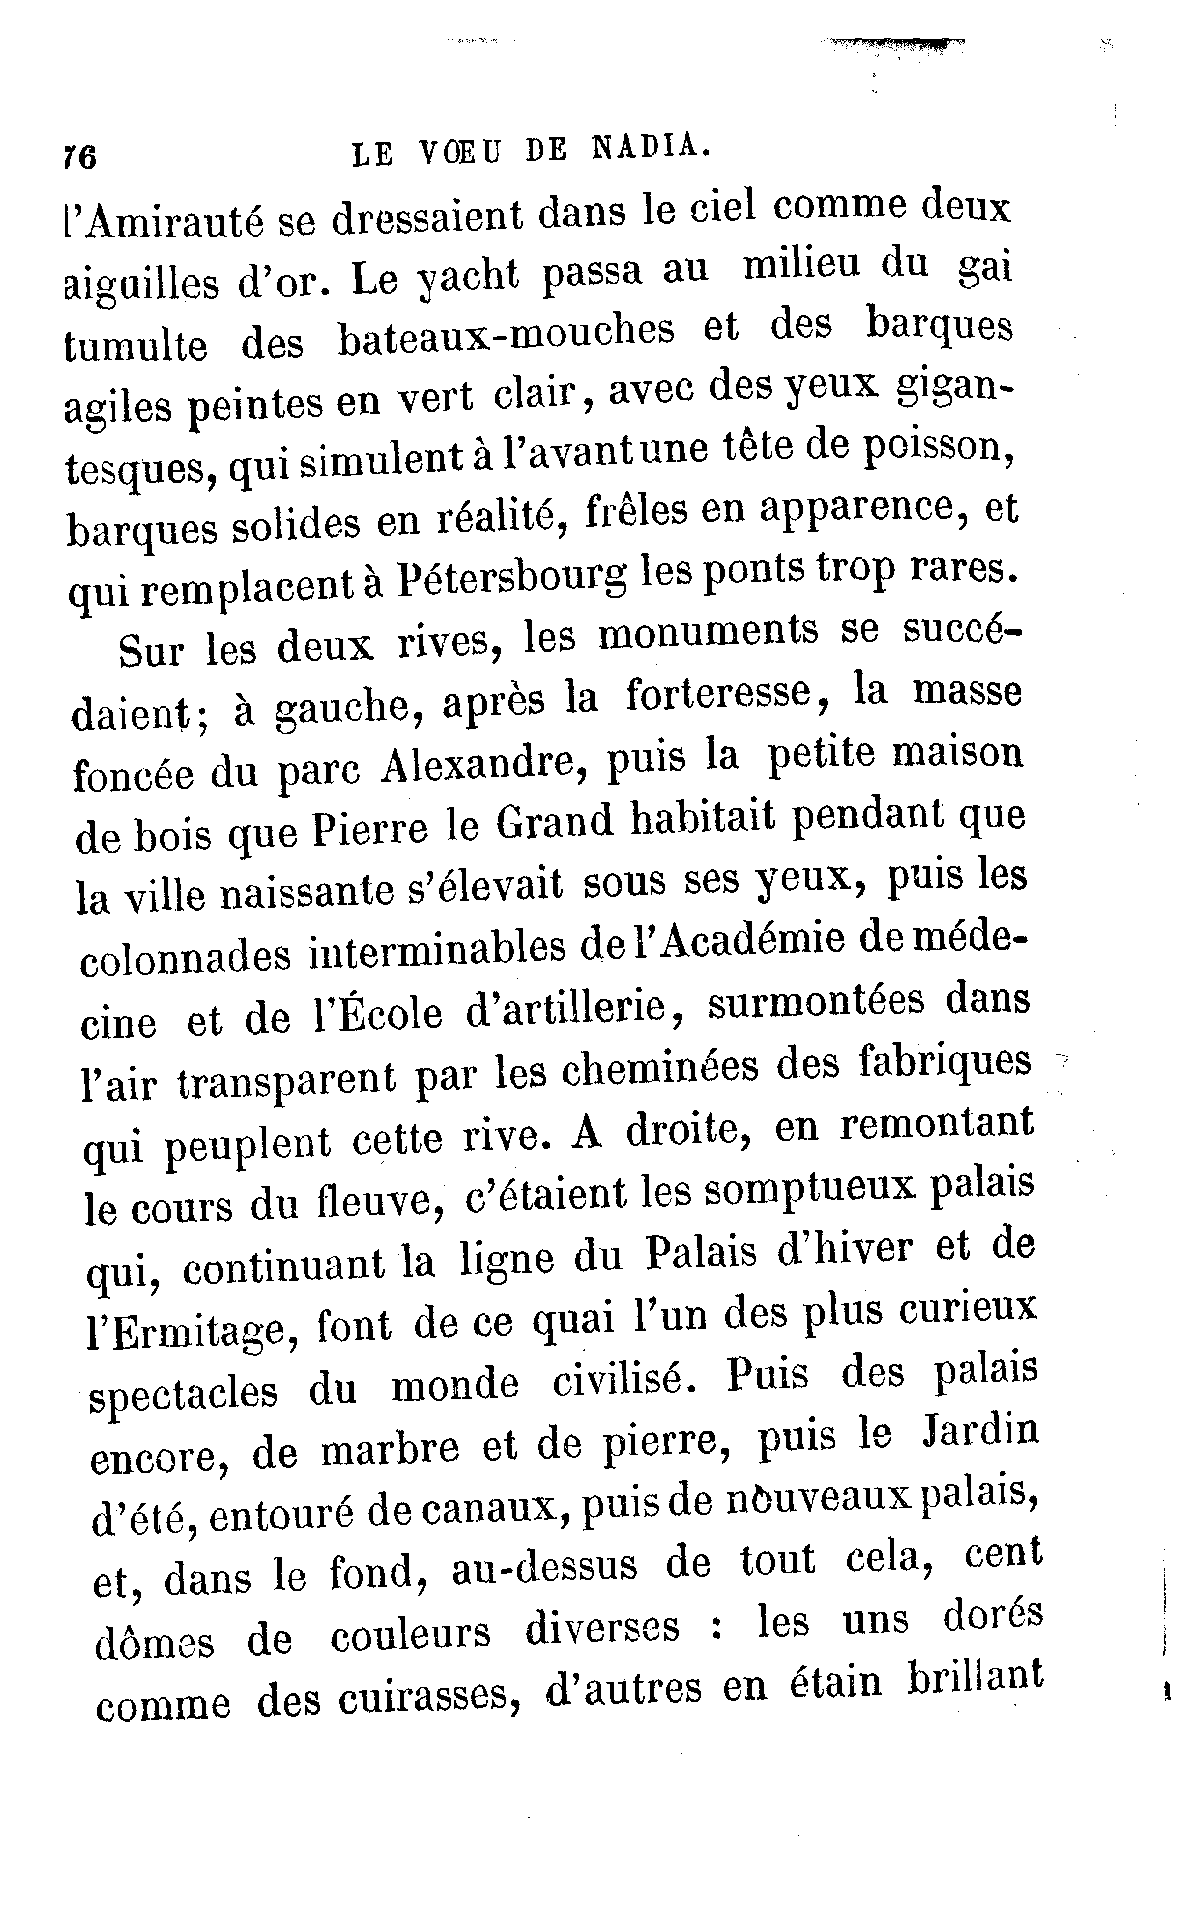 76 LE VŒU DE NADIA.
l'Amirauté se dressaient dans le ciel comme deux
aiguilles d'or. Le yacht passa au milieu du gai
tumulte des bateaux-mouches et des barques
agiles peintes en vert clair, avec des yeux gigan-
tesques, qui simulent à l'avant une tête de poisson,
barques solides en réalité, frêles en apparence, et
qui remplacent à Pétersbourg les ponts trop rares.
Sur les deux rives, les monuments se succé-
daient; à gauche, après la forteresse, la masse
foncée du parc Alexandre, puis la petite maison
de bois que Pierre le Grand habitait pendant que
la ville naissante s'élevait sous ses yeux, puis les
colonnades interminables de l'Académie de méde-
cine et de l'École d'artillerie, surmontées dans
l'air transparent par les cheminées des fabriques
qui peuplent cette rive. A droite, en remontant
le cours du fleuve, c'étaient les somptueux palais
qui, continuant la ligne du Palais d'hiver et de
l'Ermitage, font de ce quai l'un des plus curieux
spectacles du monde civilisé. Puis des palais
encore, de marbre et de pierre, puis le Jardin
d'été, entouré de canaux, puis de nouveaux palais,
et, dans le fond, au-dessus de tout cela, cent
dômes de couleurs diverses : les uns dorés
comme des cuirasses, d'autres en étain brillant